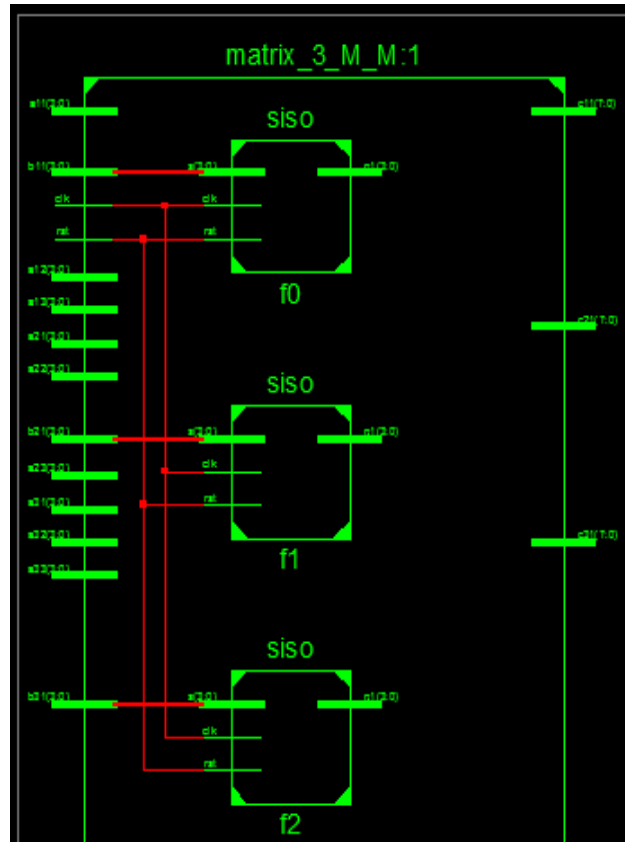 matrix_3_M_M:1
a11(3:0)
c11(7:0)
siso
b11(3:0)
a(3:0)
q1(3:0)
clk
clk
rst
rst
a12(3:0)
a13(3:0)
f0
a21(3:0)
c21(7:0)
a22(3:0)
siso
b21(3:0)
a(3:0)
q1(3:0)
clk
a23(3:0)
rst
a31(3:0)
a32(3:0)
c31(7:0)
f1
a33(3:0)
siso
b31(3:0)
a(3:0)
q1(3:0)
clk
rst
f2